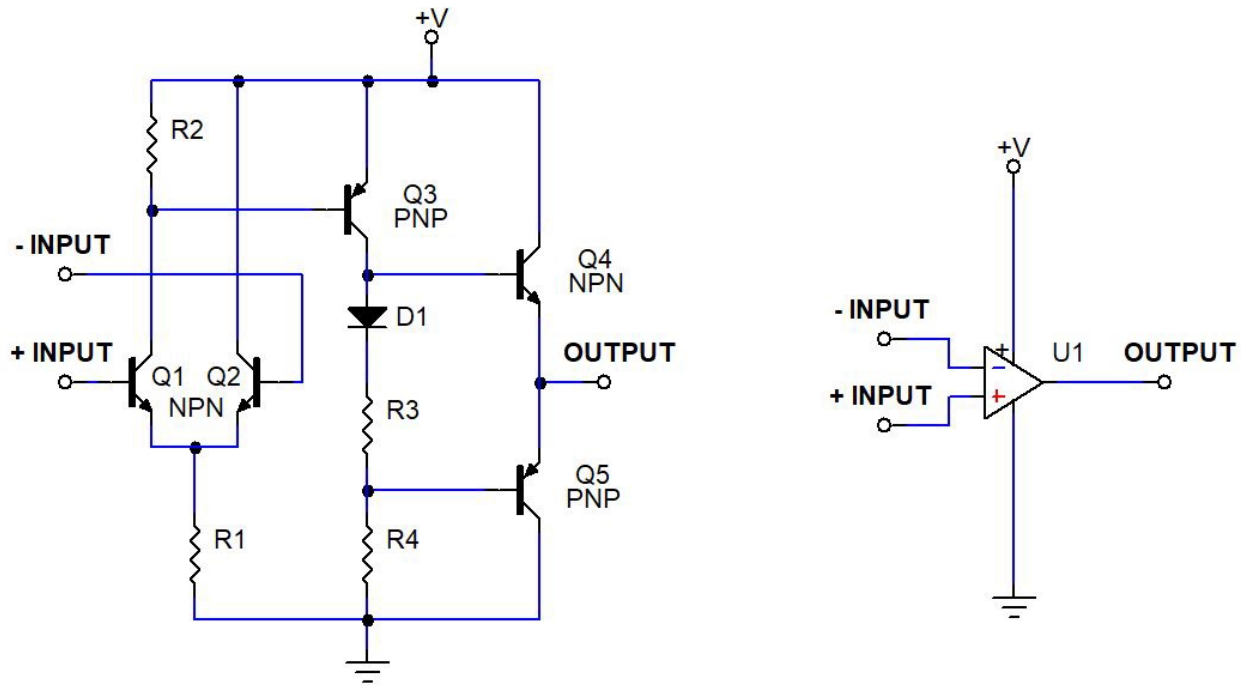 +V
R2
Q3
PNP
- INPUT
Q4
NPN
D1
+ INPUT
Q1
Q2
NPN
OUTPUT
R3
Q5
PNP
R1
R4
+V
- INPUT
+ INPUT
+
-
+
U1
OUTPUT